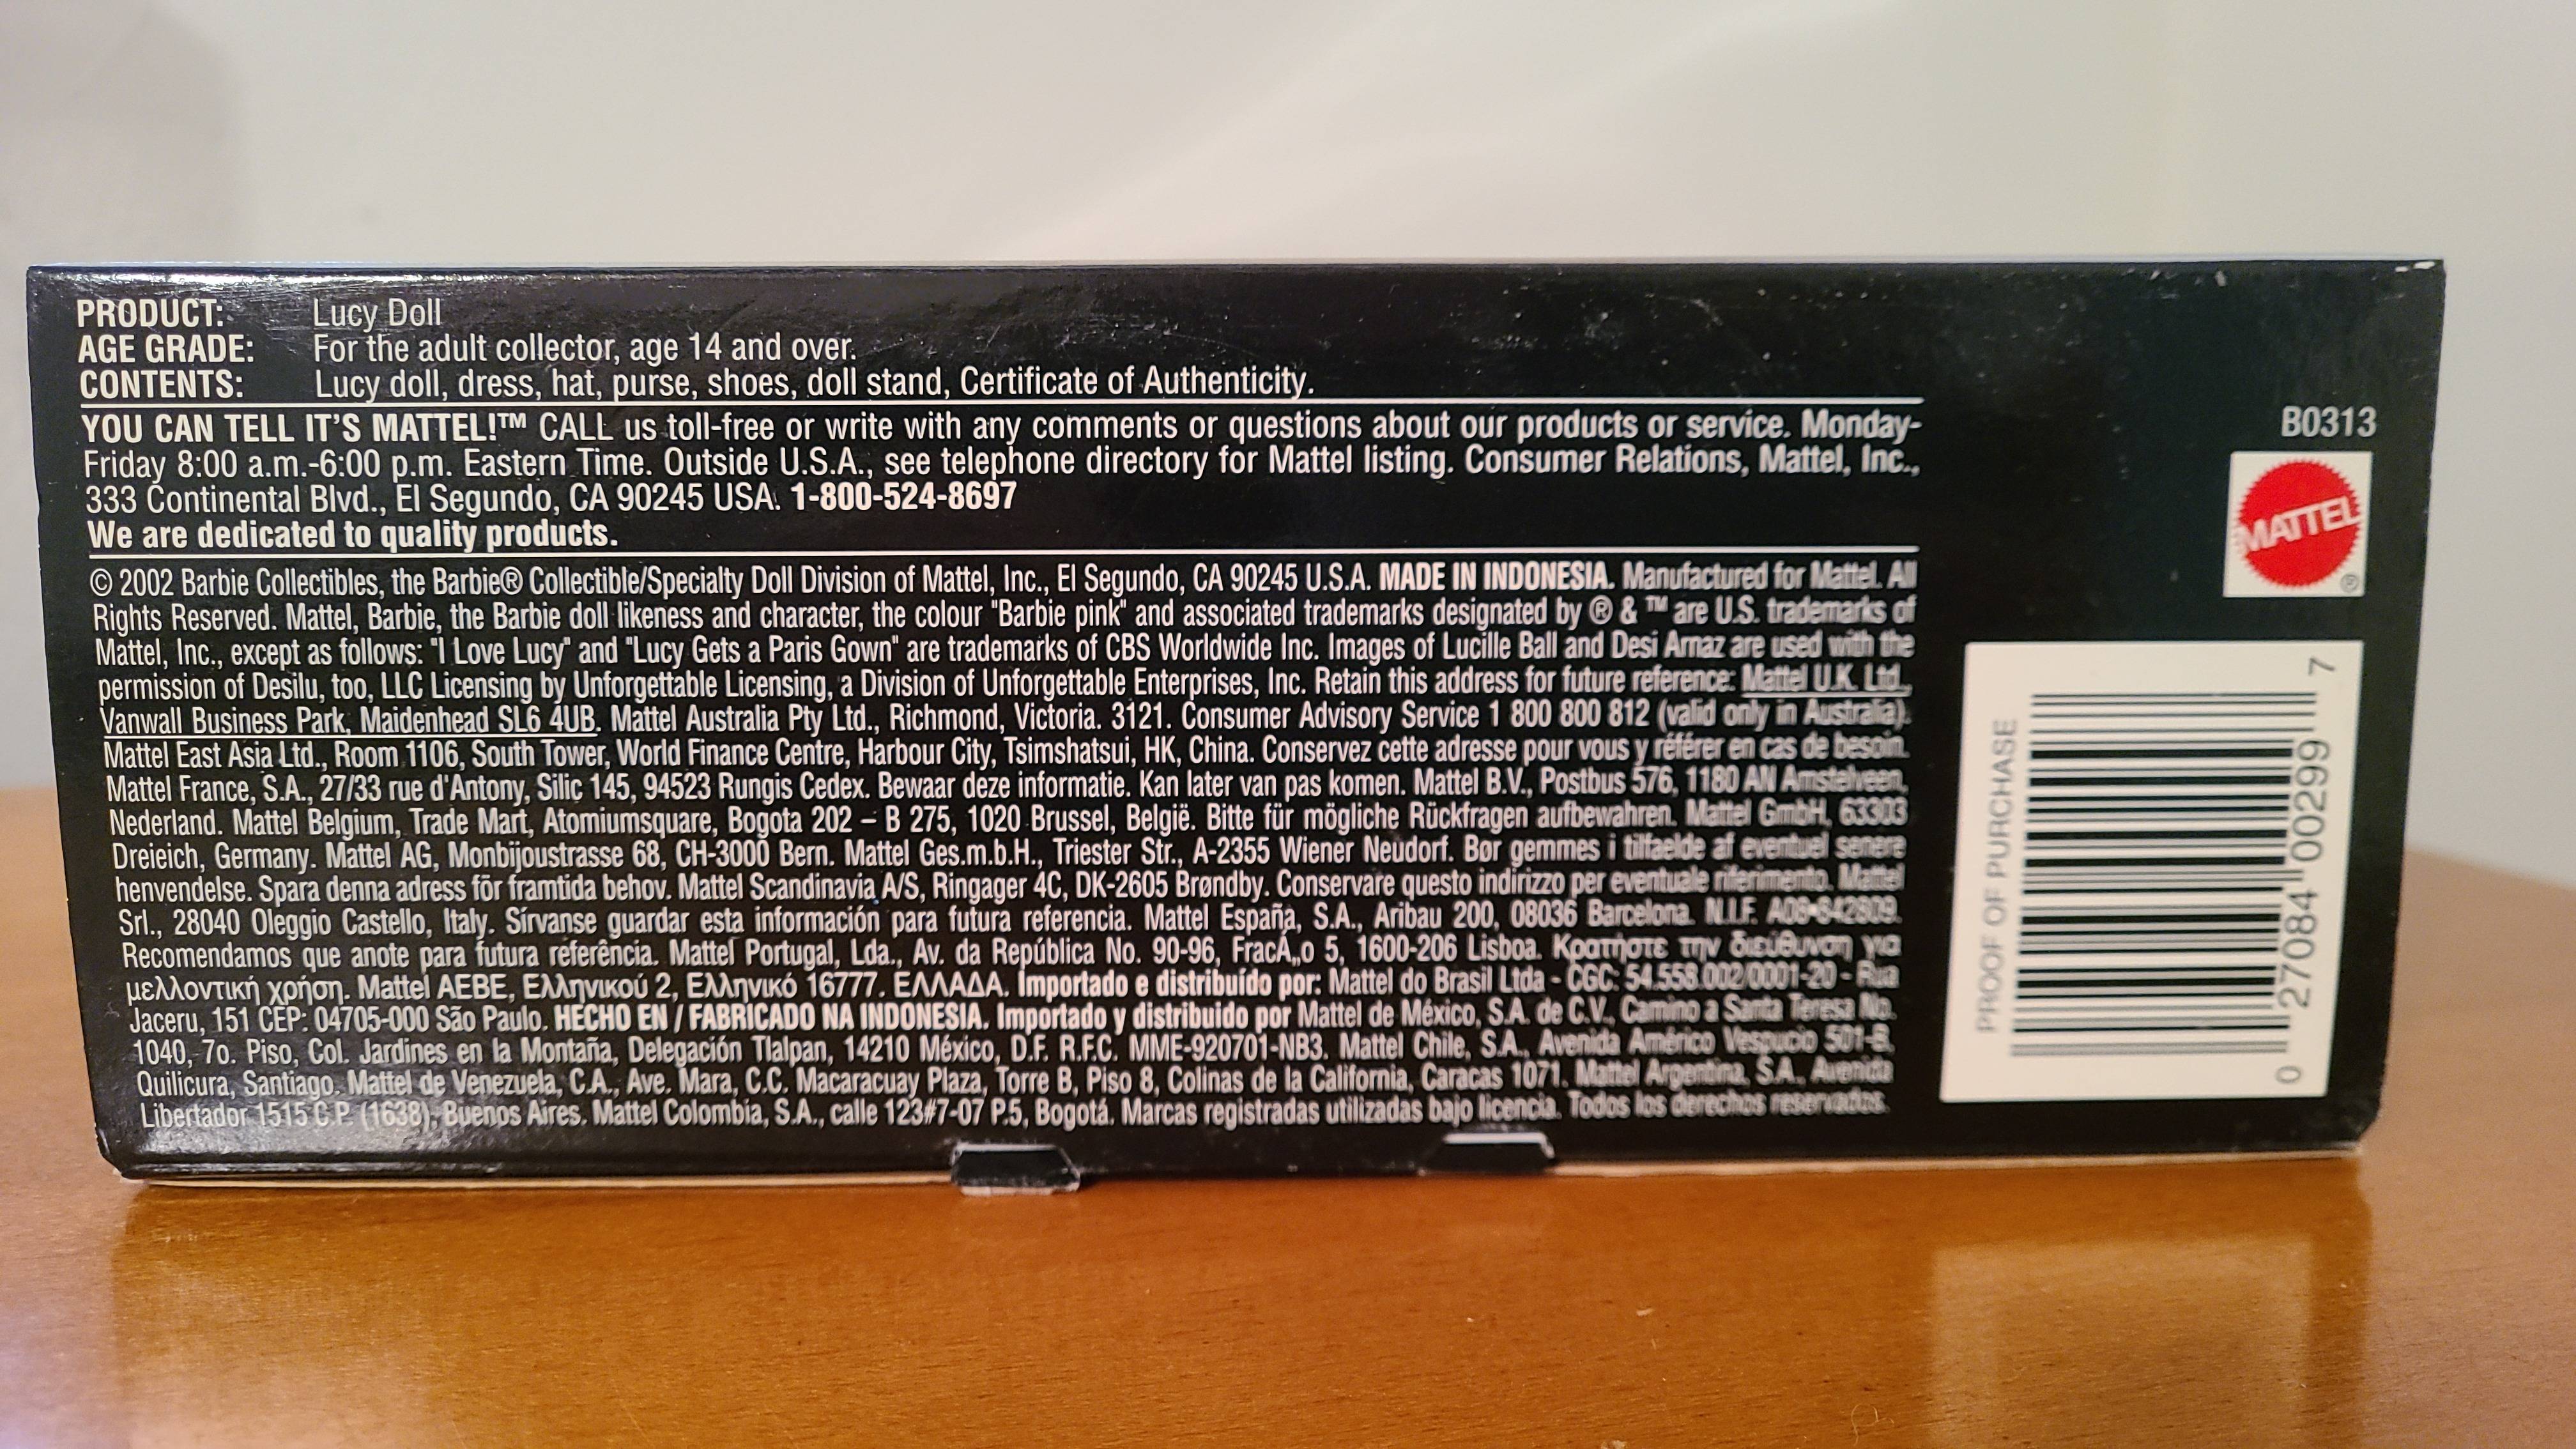 PRODUCT: Lucy Doll
AGE GRADE: For the adult collector, age 14 and over.
CONTENTS: Lucy doll, dress, hat, purse, shoes, doll stand, Certificate of Authenticity.
YOU CAN TELL IT'S MATTEL!™ CALL us toll-free or write with any comments or questions about our products or service. Monday-
Friday 8:00 a.m.-6:00 p.m. Eastern Time. Outside U.S.A., see telephone directory for Mattel listing. Consumer Relations, Mattel, Inc.,
333 Continental Blvd., El Segundo, CA 90245 USA. 1-800-524-8697
We are dedicated to quality products.
© 2002 Barbie Collectibles, the Barbie® Collectible/Specialty Doll Division of Mattel, Inc., El Segundo, CA 90245 U.S.A. MADE IN INDONESIA. Manufactured for Mattel. All
Rights Reserved. Mattel, Barbie, the Barbie doll likeness and character, the colour "Barbie pink" and associated trademarks designated by ® & ™ are U.S. trademarks of
Mattel, Inc., except as follows: "I Love Lucy" and "Lucy Gets a Paris Gown" are trademarks of CBS Worldwide Inc. Images of Lucille Ball and Desi Arnaz are used with the
permission of Desilu, too, LLC Licensing by Unforgettable Licensing, a Division of Unforgettable Enterprises, Inc. Retain this address for future reference: Mattel U.K. Ltd.,
Vanwall Business Park, Maidenhead SL6 4UB. Mattel Australia Pty Ltd., Richmond, Victoria. 3121. Consumer Advisory Service 1 800 800 812 (valid only in Australia).
Mattel East Asia Ltd., Room 1106, South Tower, World Finance Centre, Harbour City, Tsimshatsui, HK, China. Conservez cette adresse pour vous y référer en cas de besoin.
Mattel France, S.A., 27/33 rue d'Antony, Silic 145, 94523 Rungis Cedex. Bewaar deze informatie. Kan later van pas komen. Mattel B.V., Postbus 576, 1180 AN Amstelveen,
Nederland. Mattel Belgium, Trade Mart, Atomiumsquare, Bogota 202 – B 275, 1020 Brussel, België. Bitte für mögliche Rückfragen aufbewahren. Mattel GmbH, 63303
Dreieich, Germany. Mattel AG, Monbijoustrasse 68, CH-3000 Bern. Mattel Ges.m.b.H., Triester Str., A-2355 Wiener Neudorf. Bør gemmes i tilfaelde af eventuel senere
henvendelse. Spara denna adress för framtida behov. Mattel Scandinavia A/S, Ringager 4C, DK-2605 Brøndby. Conservare questo indirizzo per eventuale riferimento. Mattel
Srl., 28040 Oleggio Castello, Italy. Sírvanse guardar esta información para futura referencia. Mattel España, S.A., Aribau 200, 08036 Barcelona. N.I.F. A08-842809.
Recomendamos que anote para futura referência. Mattel Portugal, Lda., Av. da República No. 90-96, FracÂ„o 5, 1600-206 Lisboa. Κρατήστε την διεύθυνση για
μελλοντική χρήση. Mattel AEBE, Ελληνικού 2, Ελληνικό 16777. ΕΛΛΑΔΑ. Importado e distribuído por: Mattel do Brasil Ltda - CGC: 54.558.002/0001-20 - Rua
Jaceru, 151 CEP: 04705-000 São Paulo. HECHO EN / FABRICADO NA INDONESIA. Importado y distribuido por Mattel de México, S.A. de C.V., Camino a Santa Teresa No.
1040, 7o. Piso, Col. Jardines en la Montaña, Delegación Tlalpan, 14210 México, D.F. R.F.C. MME-920701-NB3. Mattel Chile, S.A., Avenida Américo Vespucio 501-B,
Quilicura, Santiago. Mattel de Venezuela, C.A., Ave. Mara, C.C. Macaracuay Plaza, Torre B, Piso 8, Colinas de la California, Caracas 1071. Mattel Argentina, S.A., Avenida
Libertador 1515 C.P. (1638), Buenos Aires. Mattel Colombia, S.A., calle 123#7-07 P.5, Bogotá. Marcas registradas utilizadas bajo licencia. Todos los derechos reservados.
B0313
MATTEL®
PROOF OF PURCHASE
0 27084 00299 7